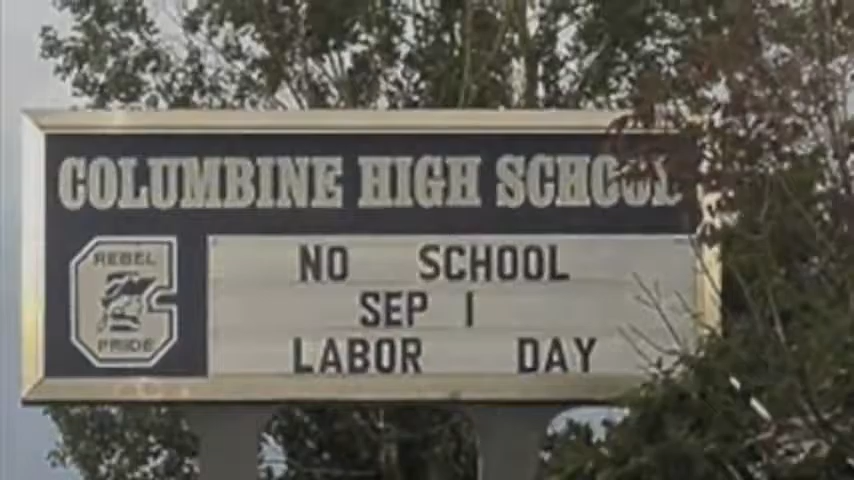 COLUMBINE HIGH SCHOOL
REBEL
PRIDE
NO SCHOOL
SEP 1
LABOR DAY